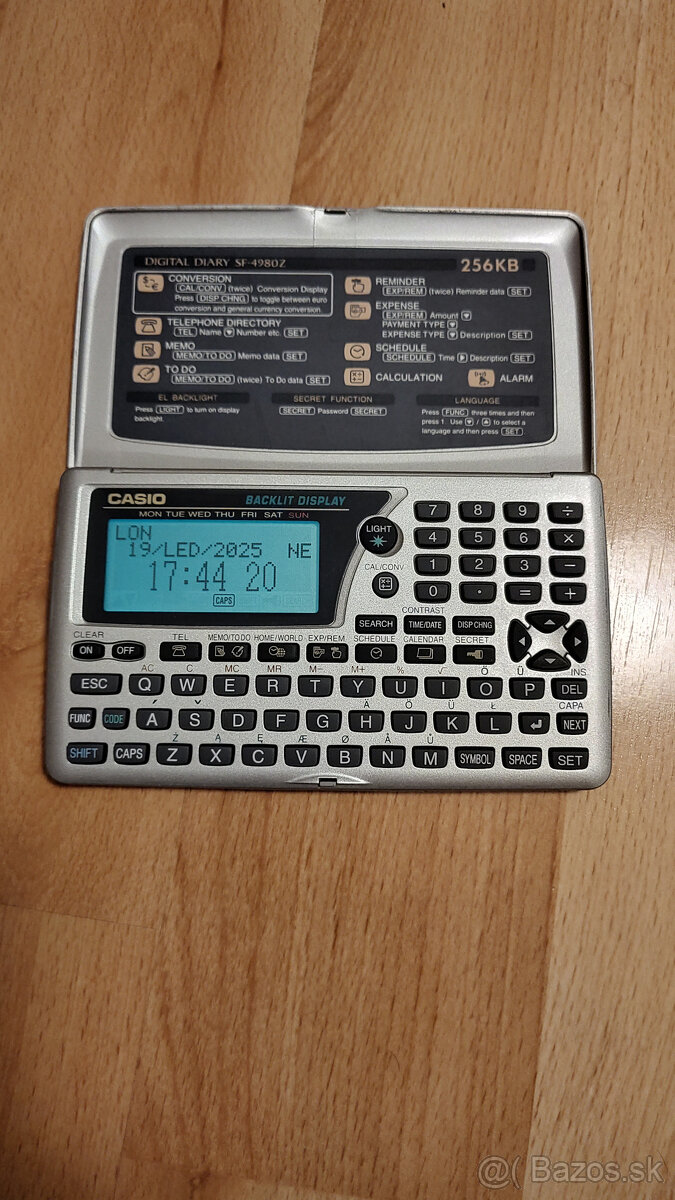 DIGITAL DIARY SF-4980Z 256KB
CONVERSION
CAL/CONV (twice) Conversion Display
Press DISP CHNG to toggle between euro
conversion and general currency conversion.
TELEPHONE DIRECTORY
TEL Name ▼ Number etc. SET
MEMO
MEMO/TO DO Memo data SET
TO DO
MEMO/TO DO (twice) To Do data SET
REMINDER
EXP/REM (twice) Reminder data SET
EXPENSE
EXP/REM Amount ▼
PAYMENT TYPE ▼
EXPENSE TYPE ▼ Description SET
SCHEDULE
SCHEDULE Time ▶ Description SET
CALCULATION ALARM
EL BACKLIGHT
Press LIGHT to turn on display
backlight.
SECRET FUNCTION
SECRET Password SECRET
LANGUAGE
Press FUNC three times and then
press 1. Use ▼ / ▲ to select a
language and then press SET
CASIO BACKLIT DISPLAY
MON TUE WED THU FRI SAT SUN
LON
19/LED/2025 NE
17:44 20
CAPS
LIGHT
CAL/CONV
7 8 9 ÷
4 5 6 ×
1 2 3 −
0 · = +
CONTRAST
SEARCH TIME/DATE DISP CHNG
CLEAR TEL MEMO/TO DO HOME/WORLD EXP/REM SCHEDULE CALENDAR SECRET
ON OFF
AC C MC MR M− M+ % √ Ő Ű INS
ESC Q W E R T Y U I O P DEL
Ä Ö Ü Ł CAPA
FUNC CODE A S D F G H J K L ↵ NEXT
Ż Ą Ę Æ Ø Å Ů
SHIFT CAPS Z X C V B N M SYMBOL SPACE SET
@( Bazos.sk